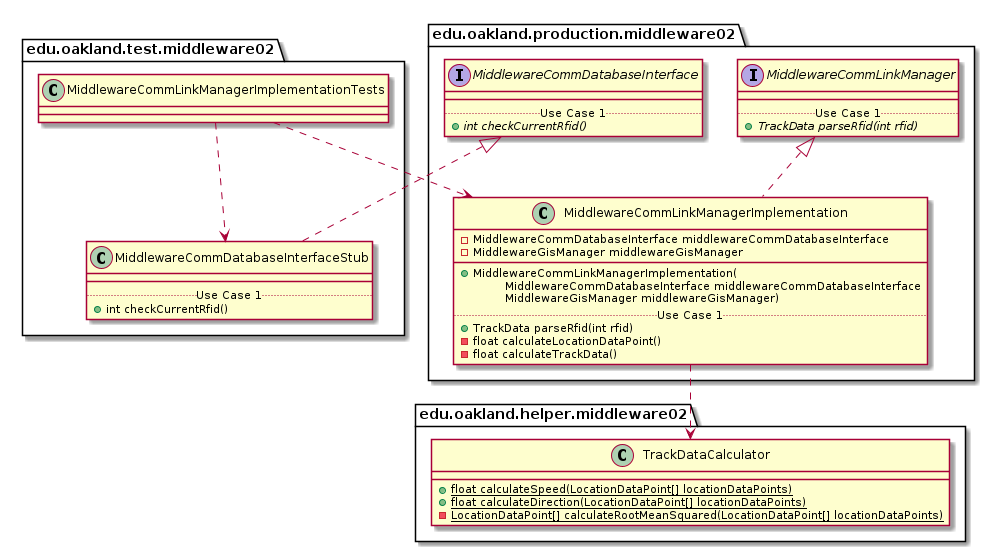 edu.oakland.test.middleware02
C MiddlewareCommLinkManagerImplementationTests
C MiddlewareCommDatabaseInterfaceStub
Use Case 1
int checkCurrentRfid()
edu.oakland.production.middleware02
I MiddlewareCommDatabaseInterface
Use Case 1
int checkCurrentRfid()
I MiddlewareCommLinkManager
Use Case 1
TrackData parseRfid(int rfid)
C MiddlewareCommLinkManagerImplementation
MiddlewareCommDatabaseInterface middlewareCommDatabaseInterface
MiddlewareGisManager middlewareGisManager
MiddlewareCommLinkManagerImplementation(
MiddlewareCommDatabaseInterface middlewareCommDatabaseInterface
MiddlewareGisManager middlewareGisManager)
Use Case 1
TrackData parseRfid(int rfid)
float calculateLocationDataPoint()
float calculateTrackData()
edu.oakland.helper.middleware02
C TrackDataCalculator
float calculateSpeed(LocationDataPoint[] locationDataPoints)
float calculateDirection(LocationDataPoint[] locationDataPoints)
LocationDataPoint[] calculateRootMeanSquared(LocationDataPoint[] locationDataPoints)